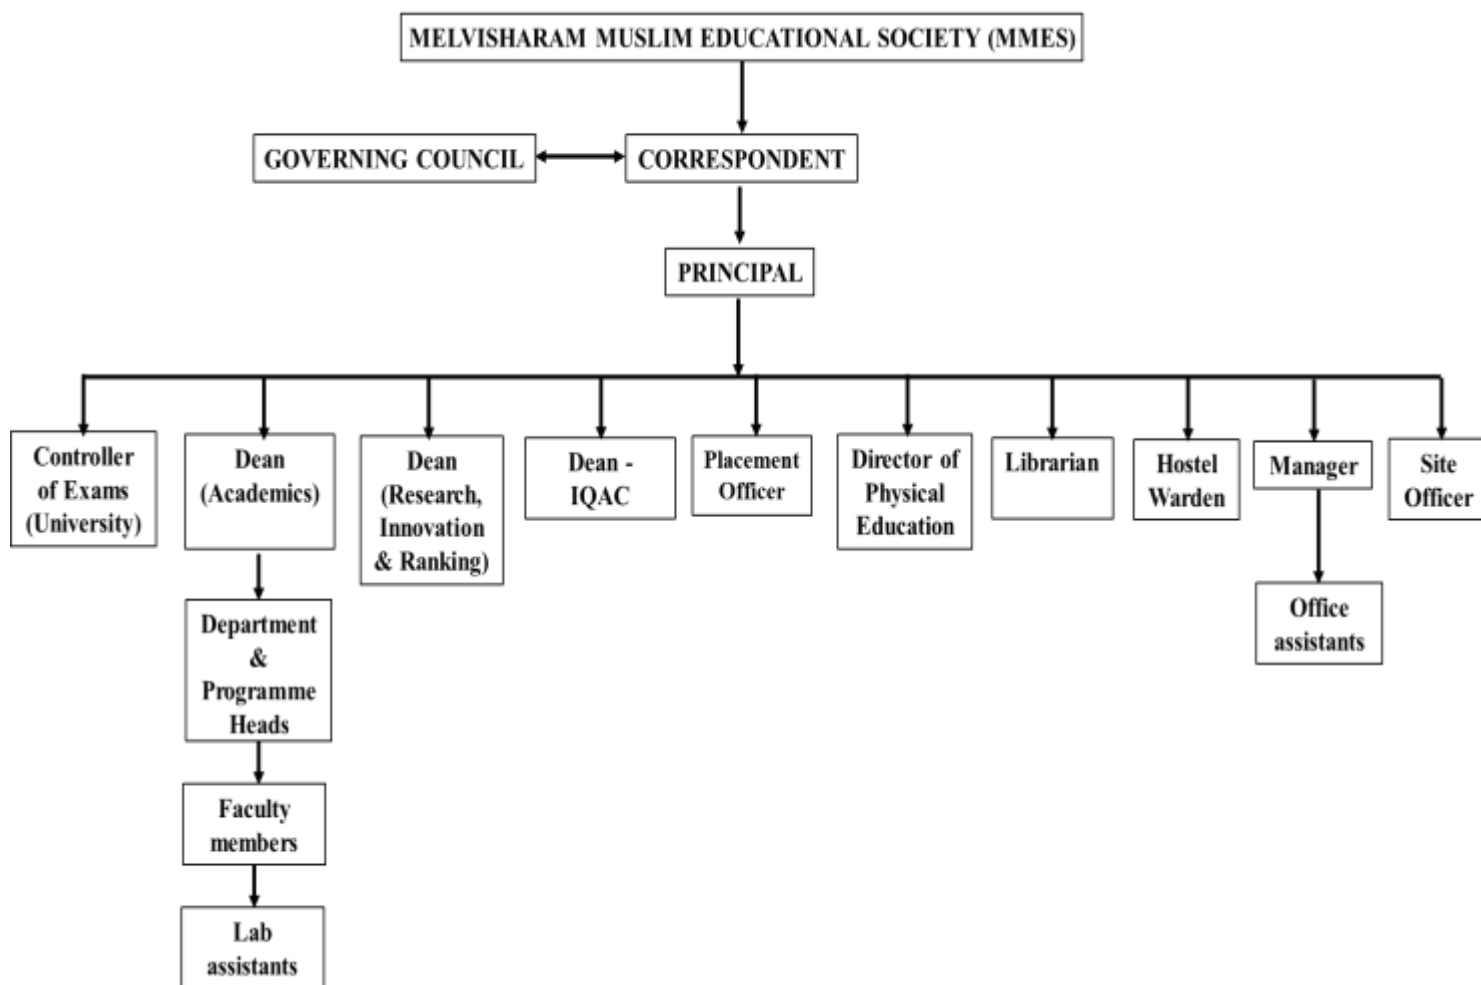 MELVISHARAM MUSLIM EDUCATIONAL SOCIETY (MMES)
GOVERNING COUNCIL
CORRESPONDENT
PRINCIPAL
Controller
of Exams
(University)
Dean
(Academics)
Dean
(Research,
Innovation
& Ranking)
Dean -
IQAC
Placement
Officer
Director of
Physical
Education
Librarian
Hostel
Warden
Manager
Site
Officer
Department
&
Programme
Heads
Office
assistants
Faculty
members
Lab
assistants